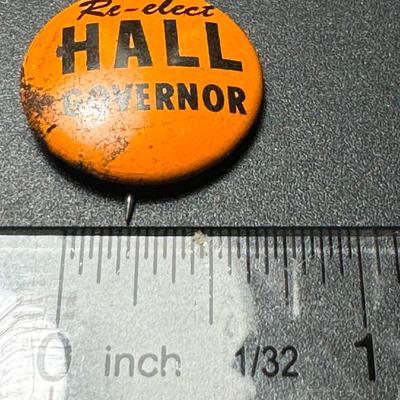 Re-elect
HALL
GOVERNOR
0 inch 1/32 1